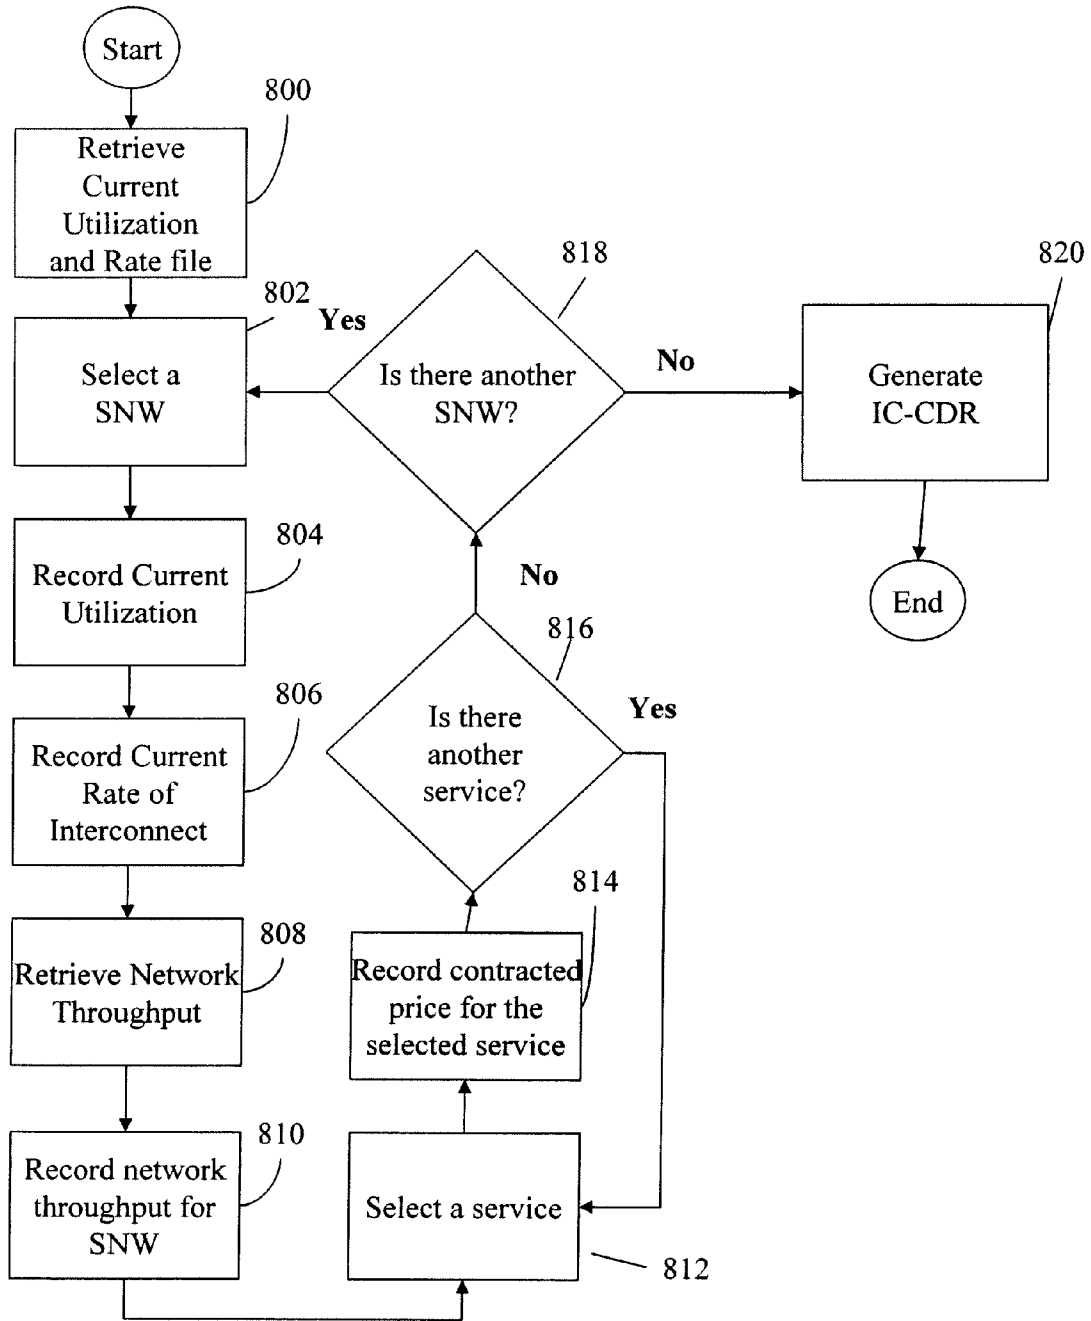 Start
800
Retrieve
Current
Utilization
and Rate file
802
Select a
SNW
804
Record Current
Utilization
806
Record Current
Rate of
Interconnect
808
Retrieve Network
Throughput
810
Record network
throughput for
SNW
812
Select a service
814
Record contracted
price for the
selected service
816
Is there
another
service?
Yes
No
818
Is there another
SNW?
Yes
No
820
Generate
IC-CDR
End